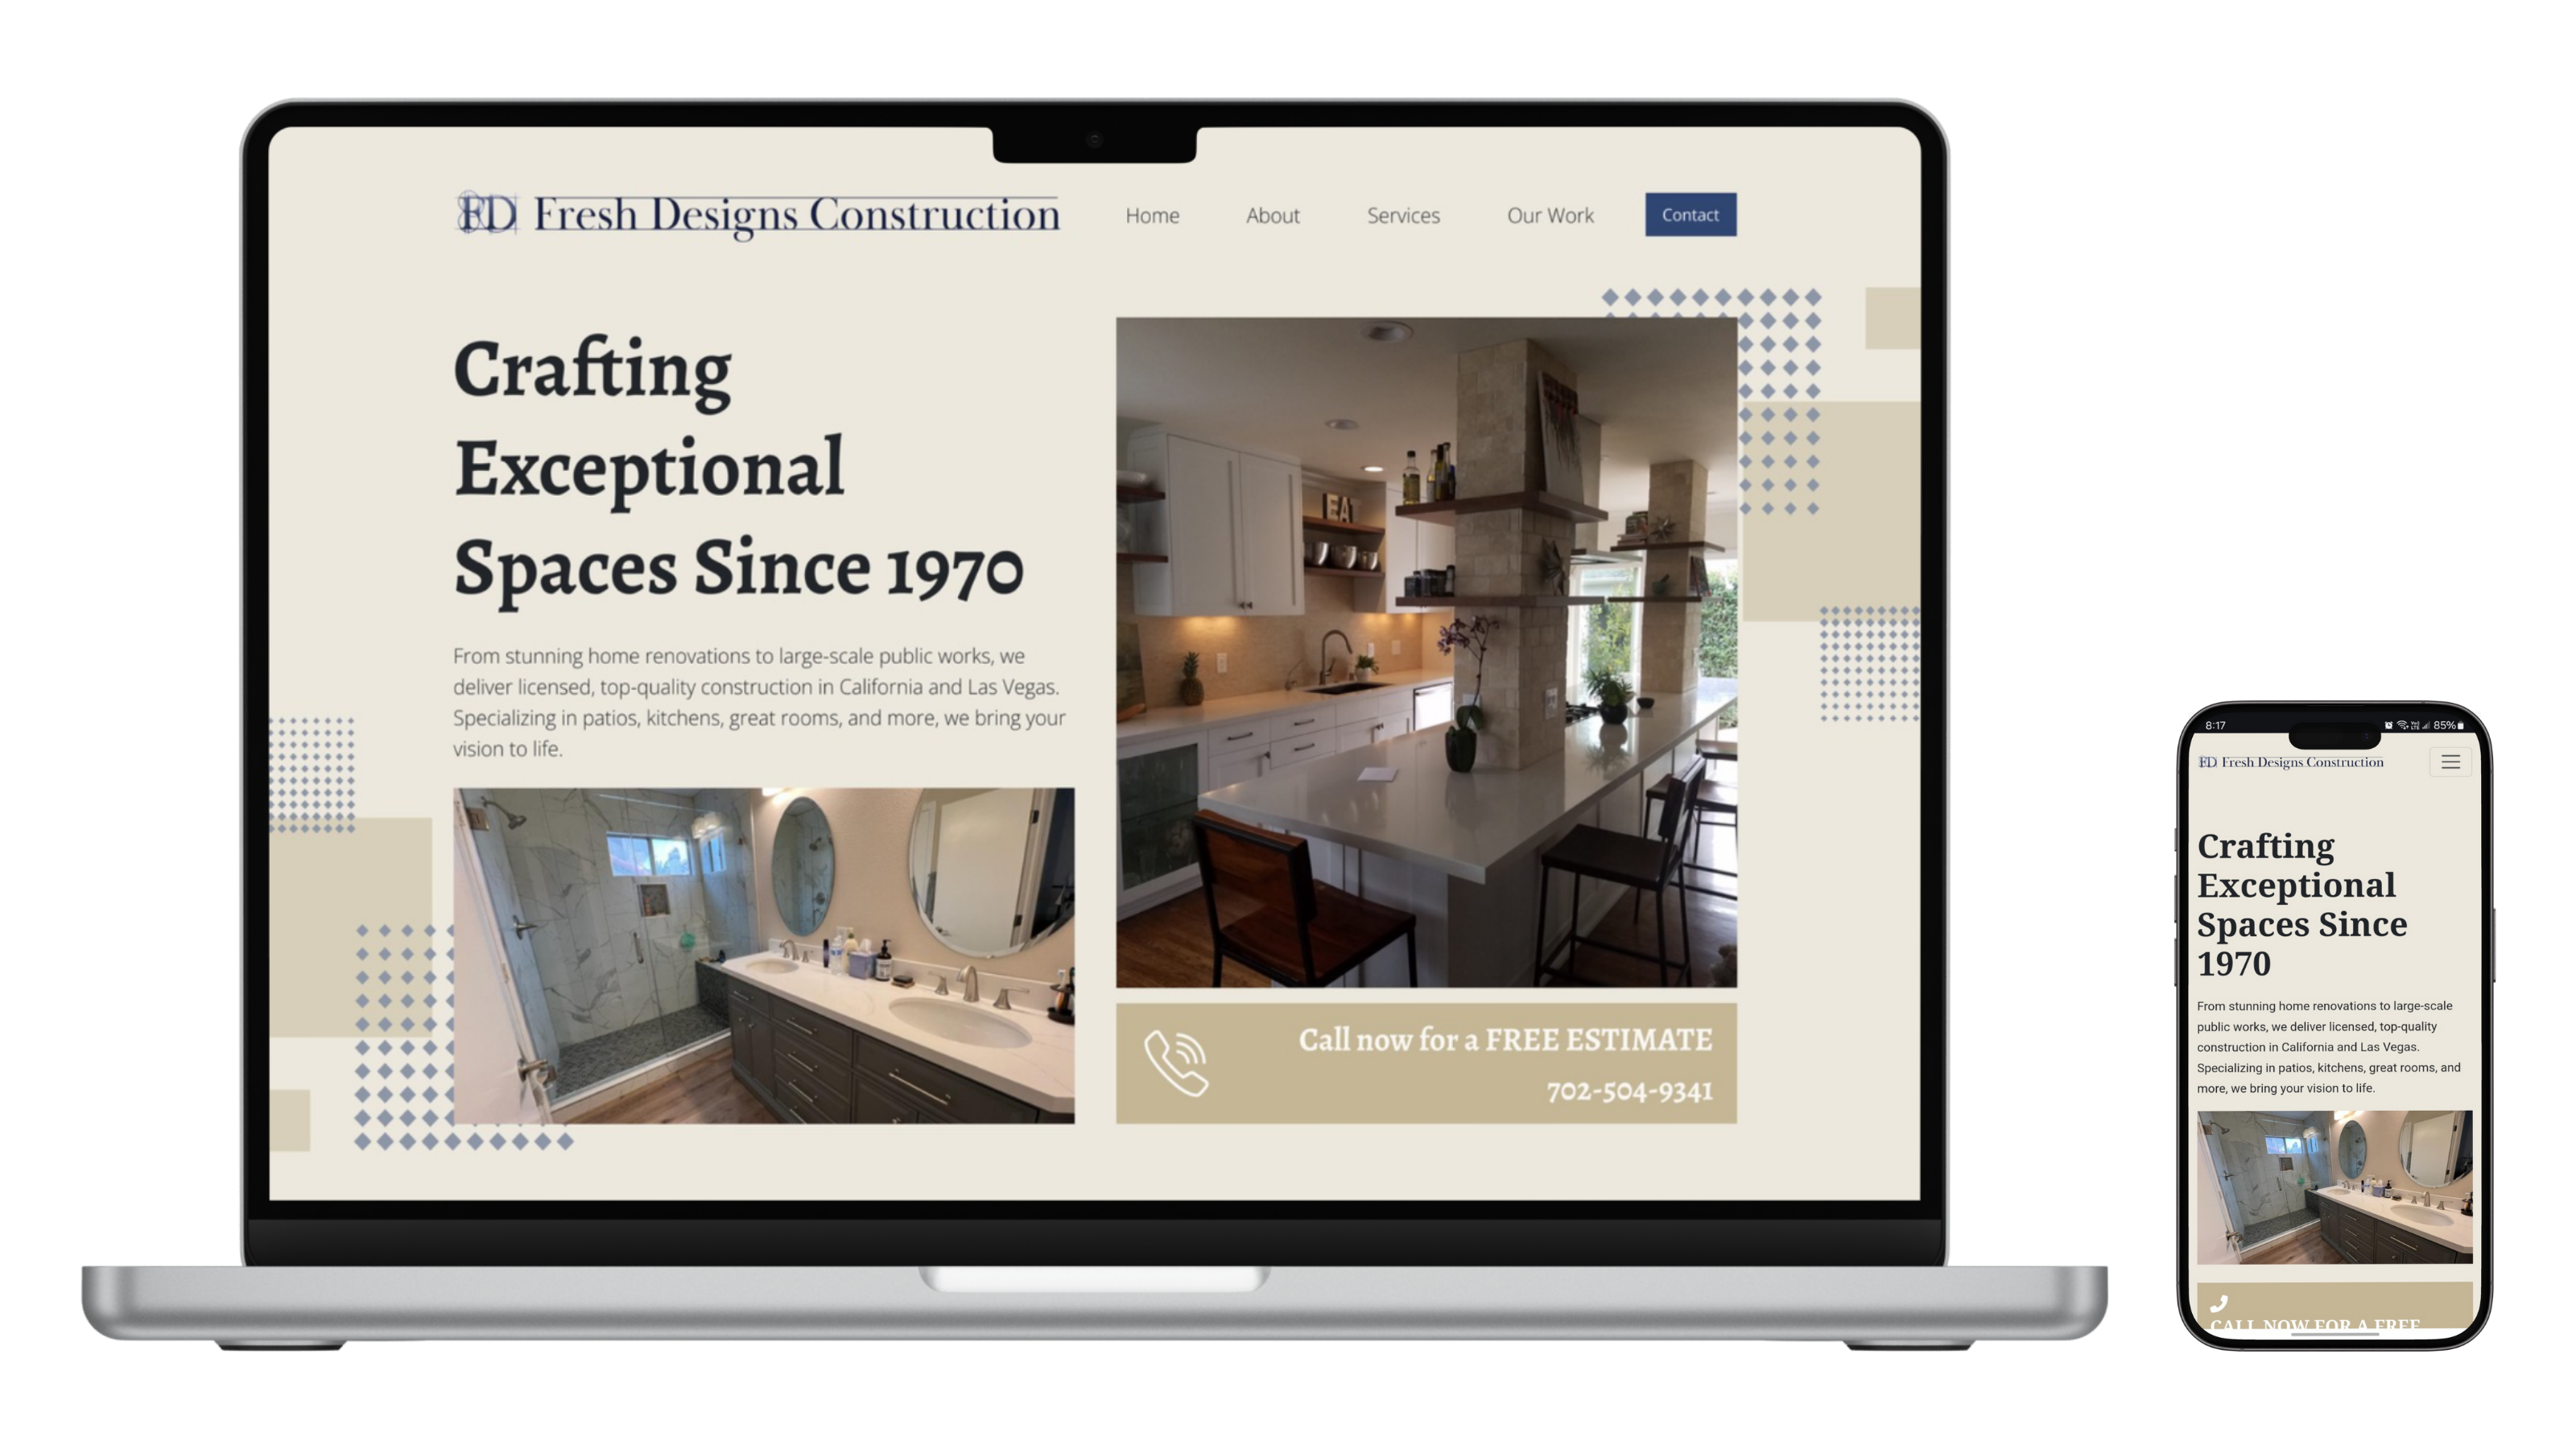 FD Fresh Designs Construction
Home About Services Our Work Contact
Crafting
Exceptional
Spaces Since 1970
From stunning home renovations to large-scale public works, we
deliver licensed, top-quality construction in California and Las Vegas.
Specializing in patios, kitchens, great rooms, and more, we bring your
vision to life.
EA
Call now for a FREE ESTIMATE
702-504-9341
8:17 85%
FD Fresh Designs Construction
Crafting
Exceptional
Spaces Since
1970
From stunning home renovations to large-scale
public works, we deliver licensed, top-quality
construction in California and Las Vegas.
Specializing in patios, kitchens, great rooms, and
more, we bring your vision to life.
CALL NOW FOR A FREE